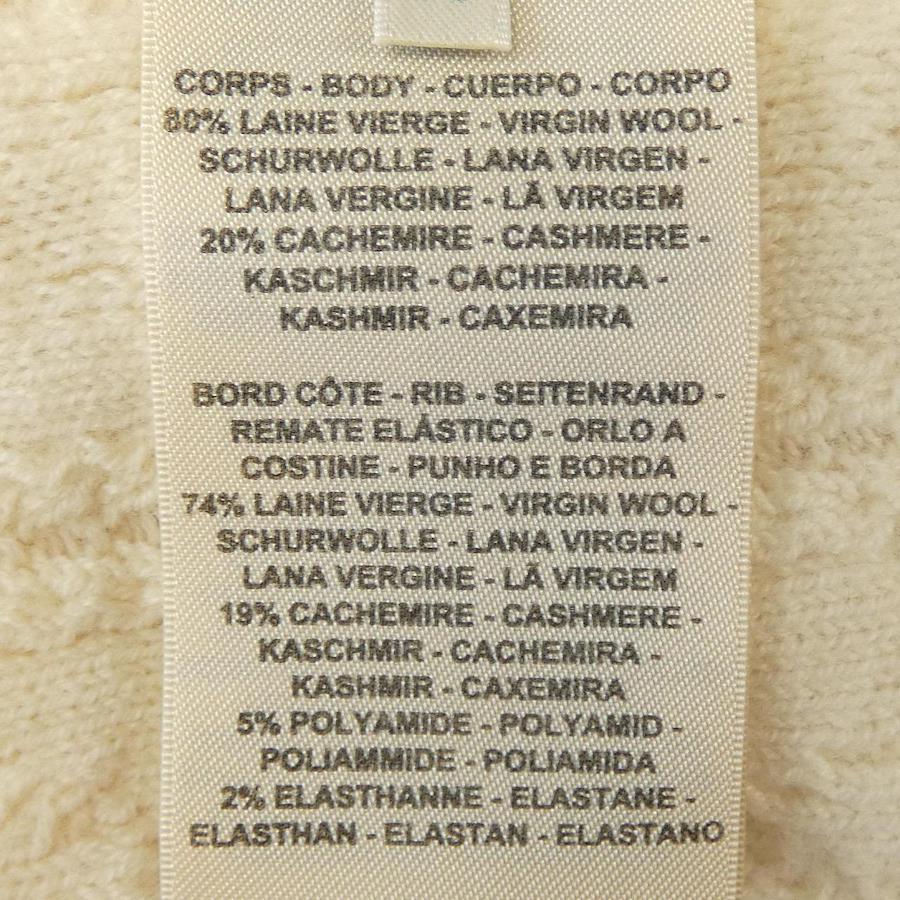 CORPS - BODY - CUERPO - CORPO
80% LAINE VIERGE - VIRGIN WOOL -
SCHURWOLLE - LANA VIRGEN -
LANA VERGINE - LÃ VIRGEM
20% CACHEMIRE - CASHMERE -
KASCHMIR - CACHEMIRA -
KASHMIR - CAXEMIRA
BORD CÔTE - RIB - SEITENRAND -
REMATE ELÁSTICO - ORLO A
COSTINE - PUNHO E BORDA
74% LAINE VIERGE - VIRGIN WOOL -
SCHURWOLLE - LANA VIRGEN -
LANA VERGINE - LÃ VIRGEM
19% CACHEMIRE - CASHMERE -
KASCHMIR - CACHEMIRA -
KASHMIR - CAXEMIRA
5% POLYAMIDE - POLYAMID -
POLIAMMIDE - POLIAMIDA
2% ELASTHANNE - ELASTANE -
ELASTHAN - ELASTAN - ELASTANO